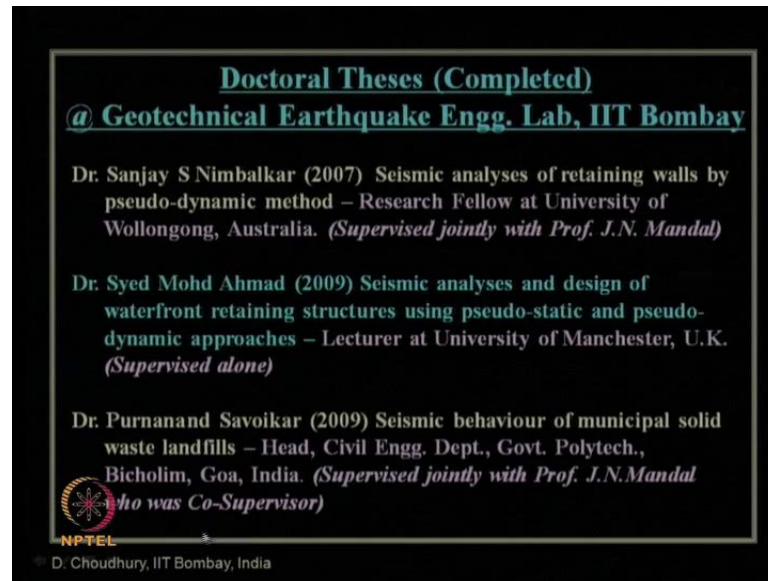 Doctoral Theses (Completed)
@ Geotechnical Earthquake Engg. Lab, IIT Bombay
Dr. Sanjay S Nimbalkar (2007) Seismic analyses of retaining walls by
pseudo-dynamic method – Research Fellow at University of
Wollongong, Australia. (Supervised jointly with Prof. J.N. Mandal)
Dr. Syed Mohd Ahmad (2009) Seismic analyses and design of
waterfront retaining structures using pseudo-static and pseudo-
dynamic approaches – Lecturer at University of Manchester, U.K.
(Supervised alone)
Dr. Purnanand Savoikar (2009) Seismic behaviour of municipal solid
waste landfills – Head, Civil Engg. Dept., Govt. Polytech.,
Bicholim, Goa, India. (Supervised jointly with Prof. J.N.Mandal
who was Co-Supervisor)
NPTEL
D. Choudhury, IIT Bombay, India